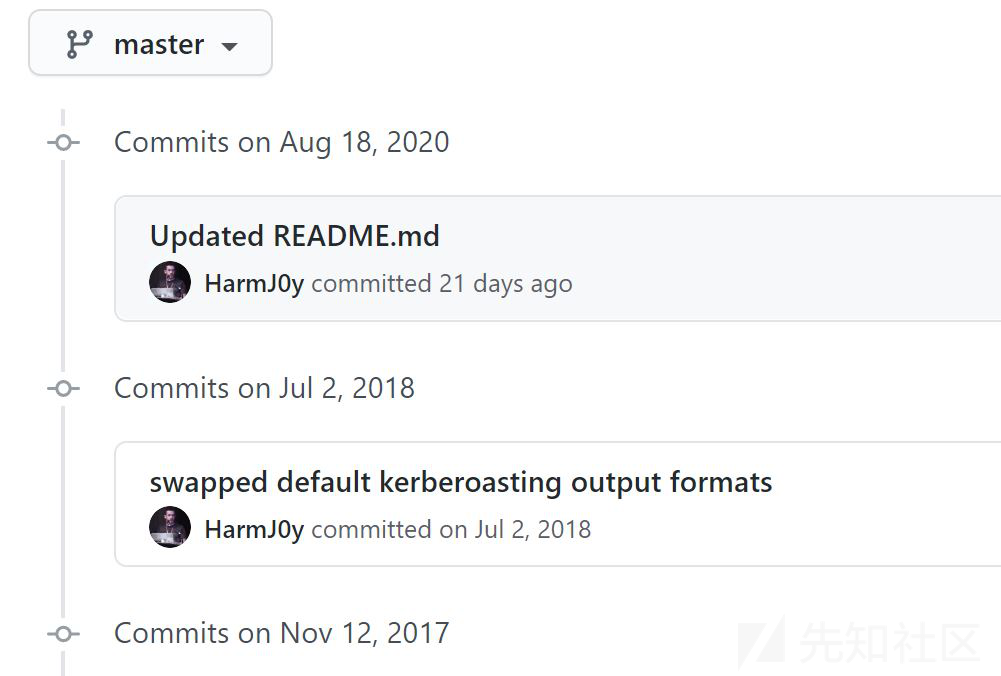 master
Commits on Aug 18, 2020
Updated README.md
HarmJ0y committed 21 days ago
Commits on Jul 2, 2018
swapped default kerberoasting output formats
HarmJ0y committed on Jul 2, 2018
Commits on Nov 12, 2017
先知社区